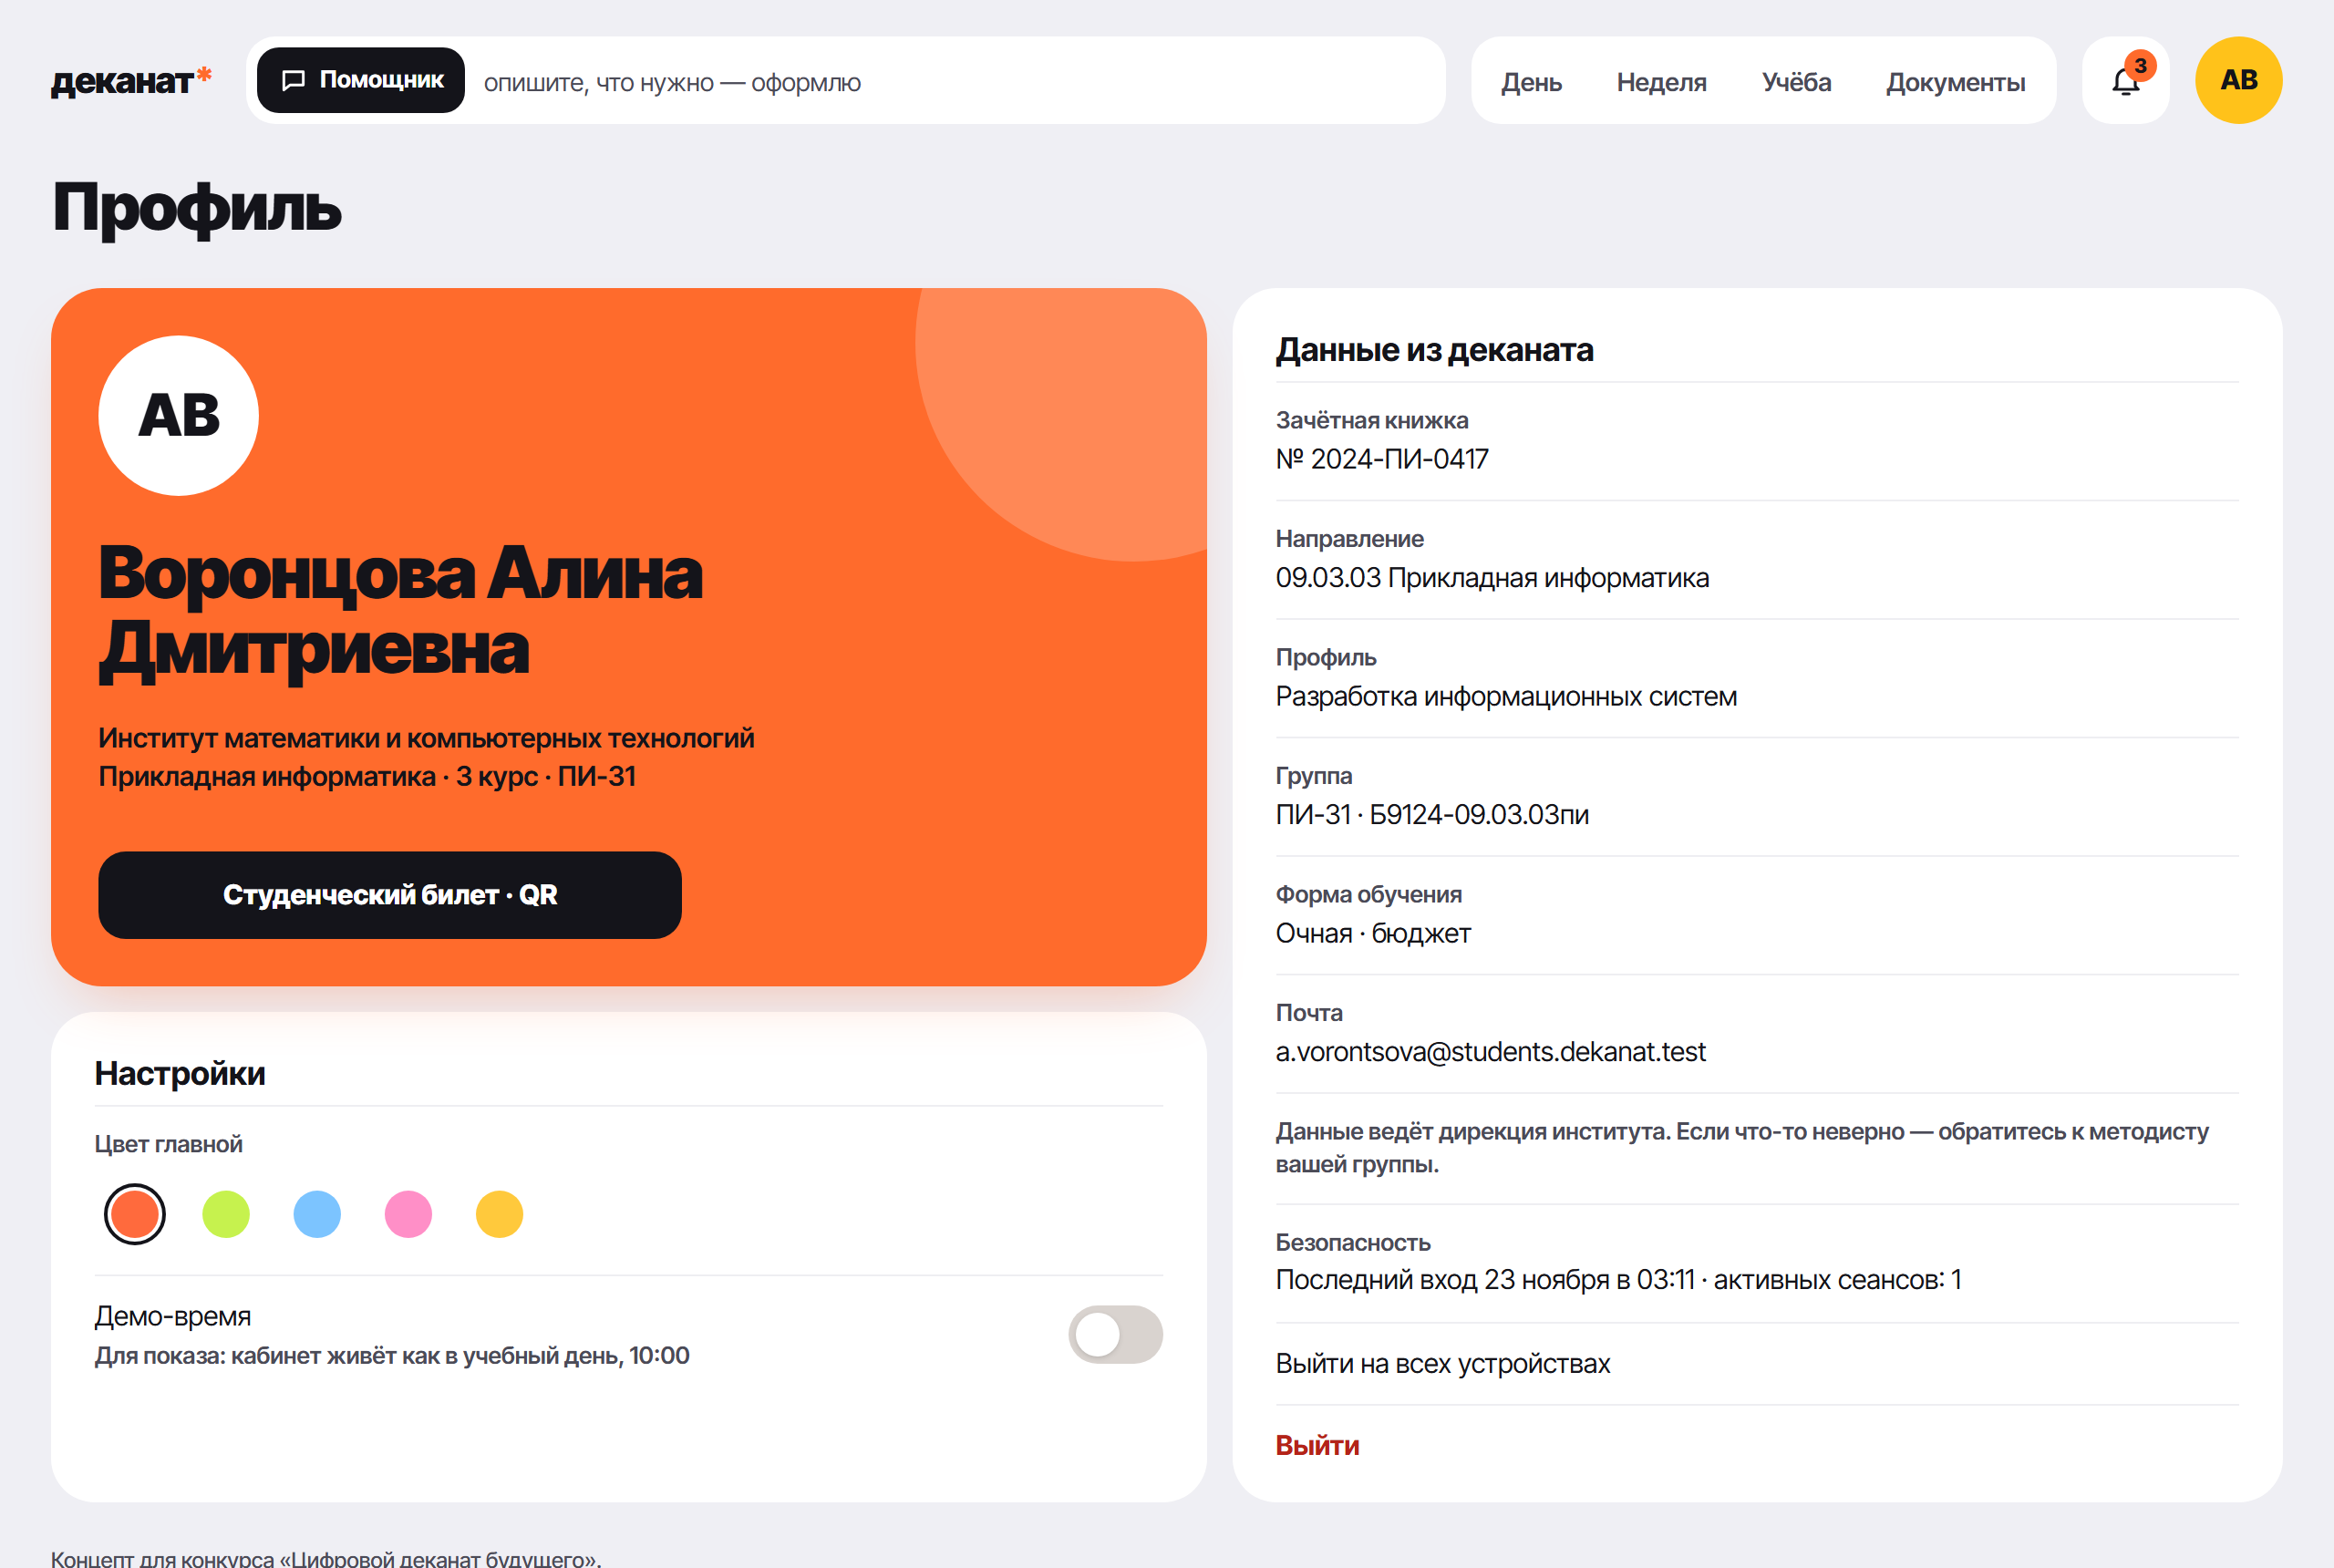 деканат*
Помощник
опишите, что нужно — оформлю
День
Неделя
Учёба
Документы
3
АВ
Профиль
АВ
Воронцова Алина
Дмитриевна
Институт математики и компьютерных технологий
Прикладная информатика · 3 курс · ПИ-31
Студенческий билет · QR
Настройки
Цвет главной
Демо-время
Для показа: кабинет живёт как в учебный день, 10:00
Данные из деканата
Зачётная книжка
№ 2024-ПИ-0417
Направление
09.03.03 Прикладная информатика
Профиль
Разработка информационных систем
Группа
ПИ-31 · Б9124-09.03.03пи
Форма обучения
Очная · бюджет
Почта
a.vorontsova@students.dekanat.test
Данные ведёт дирекция института. Если что-то неверно — обратитесь к методисту
вашей группы.
Безопасность
Последний вход 23 ноября в 03:11 · активных сеансов: 1
Выйти на всех устройствах
Выйти
Концепт для конкурса «Цифровой деканат будущего».